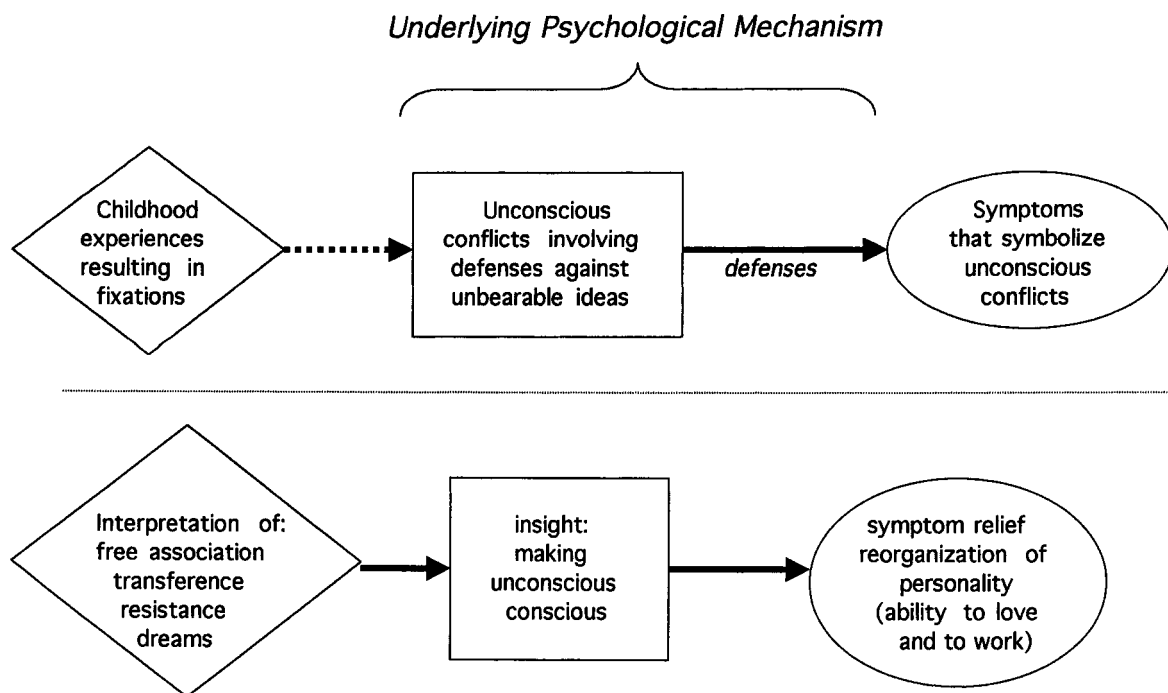 Underlying Psychological Mechanism
Childhood
experiences
resulting in
fixations
Unconscious
conflicts involving
defenses against
unbearable ideas
defenses
Symptoms
that symbolize
unconscious
conflicts
Interpretation of:
free association
transference
resistance
dreams
insight:
making
unconscious
conscious
symptom relief
reorganization of
personality
(ability to love
and to work)